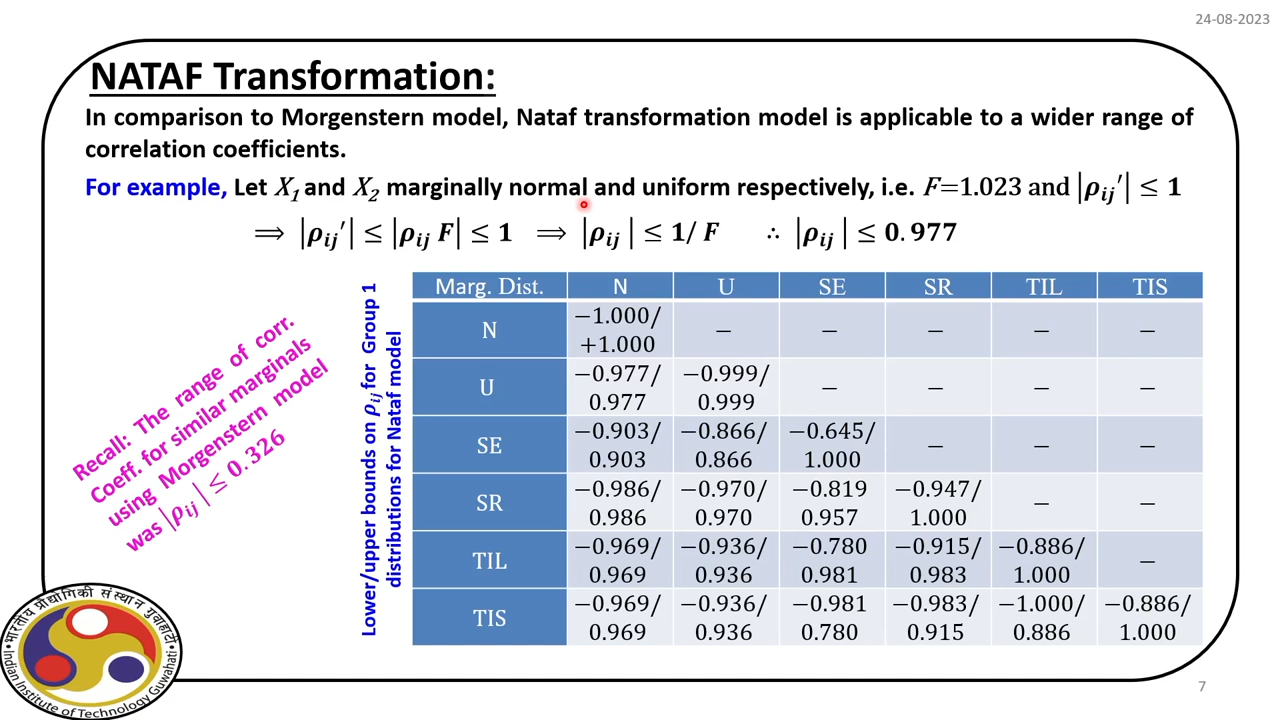 24-08-2023
NATAF Transformation:
In comparison to Morgenstern model, Nataf transformation model is applicable to a wider range of
correlation coefficients.
For example, Let X₁ and X₂ marginally normal and uniform respectively, i.e. F=1.023 and |ρᵢⱼ′| ≤ 1
⟹ |ρᵢⱼ′| ≤ |ρᵢⱼ F| ≤ 1 ⟹ |ρᵢⱼ| ≤ 1/ F ∴ |ρᵢⱼ| ≤ 0.977
Recall: The range of corr.
Coeff. for similar marginals
using Morgenstern model
was |ρᵢⱼ| ≤ 0.326
Lower/upper bounds on ρᵢⱼ for Group 1
distributions for Nataf model
Marg. Dist. N U SE SR TIL TIS
N −1.000/ +1.000 − − − − −
U −0.977/ 0.977 −0.999/ 0.999 − − − −
SE −0.903/ 0.903 −0.866/ 0.866 −0.645/ 1.000 − − −
SR −0.986/ 0.986 −0.970/ 0.970 −0.819 0.957 −0.947/ 1.000 − −
TIL −0.969/ 0.969 −0.936/ 0.936 −0.780 0.981 −0.915/ 0.983 −0.886/ 1.000 −
TIS −0.969/ 0.969 −0.936/ 0.936 −0.981 0.780 −0.983/ 0.915 −1.000/ 0.886 −0.886/ 1.000
भारतीय प्रौद्योगिकी संस्थान गुवाहाटी
Indian Institute of Technology Guwahati
7